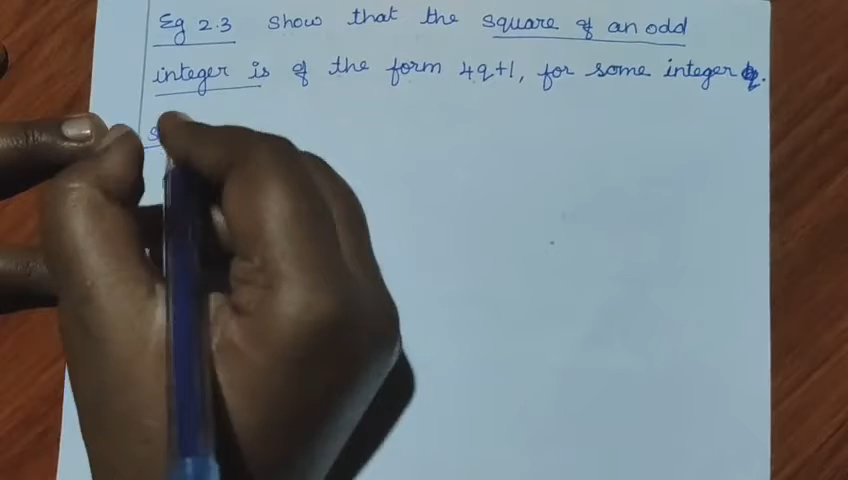 Eg 2.3 show that the square of an odd
integer is of the form 4q+1, for some integer q.